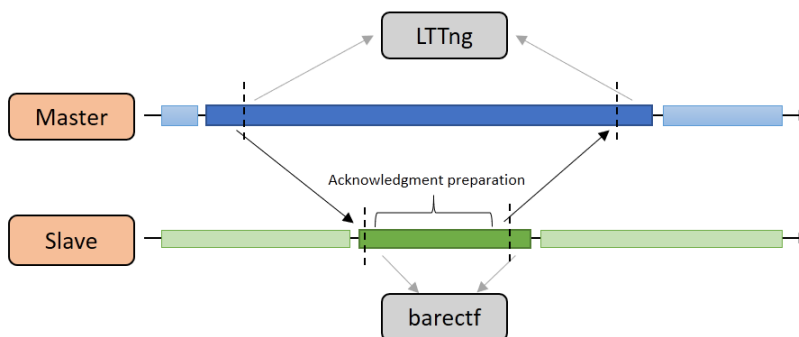 LTTng
Master
Acknowledgment preparation
Slave
barectf